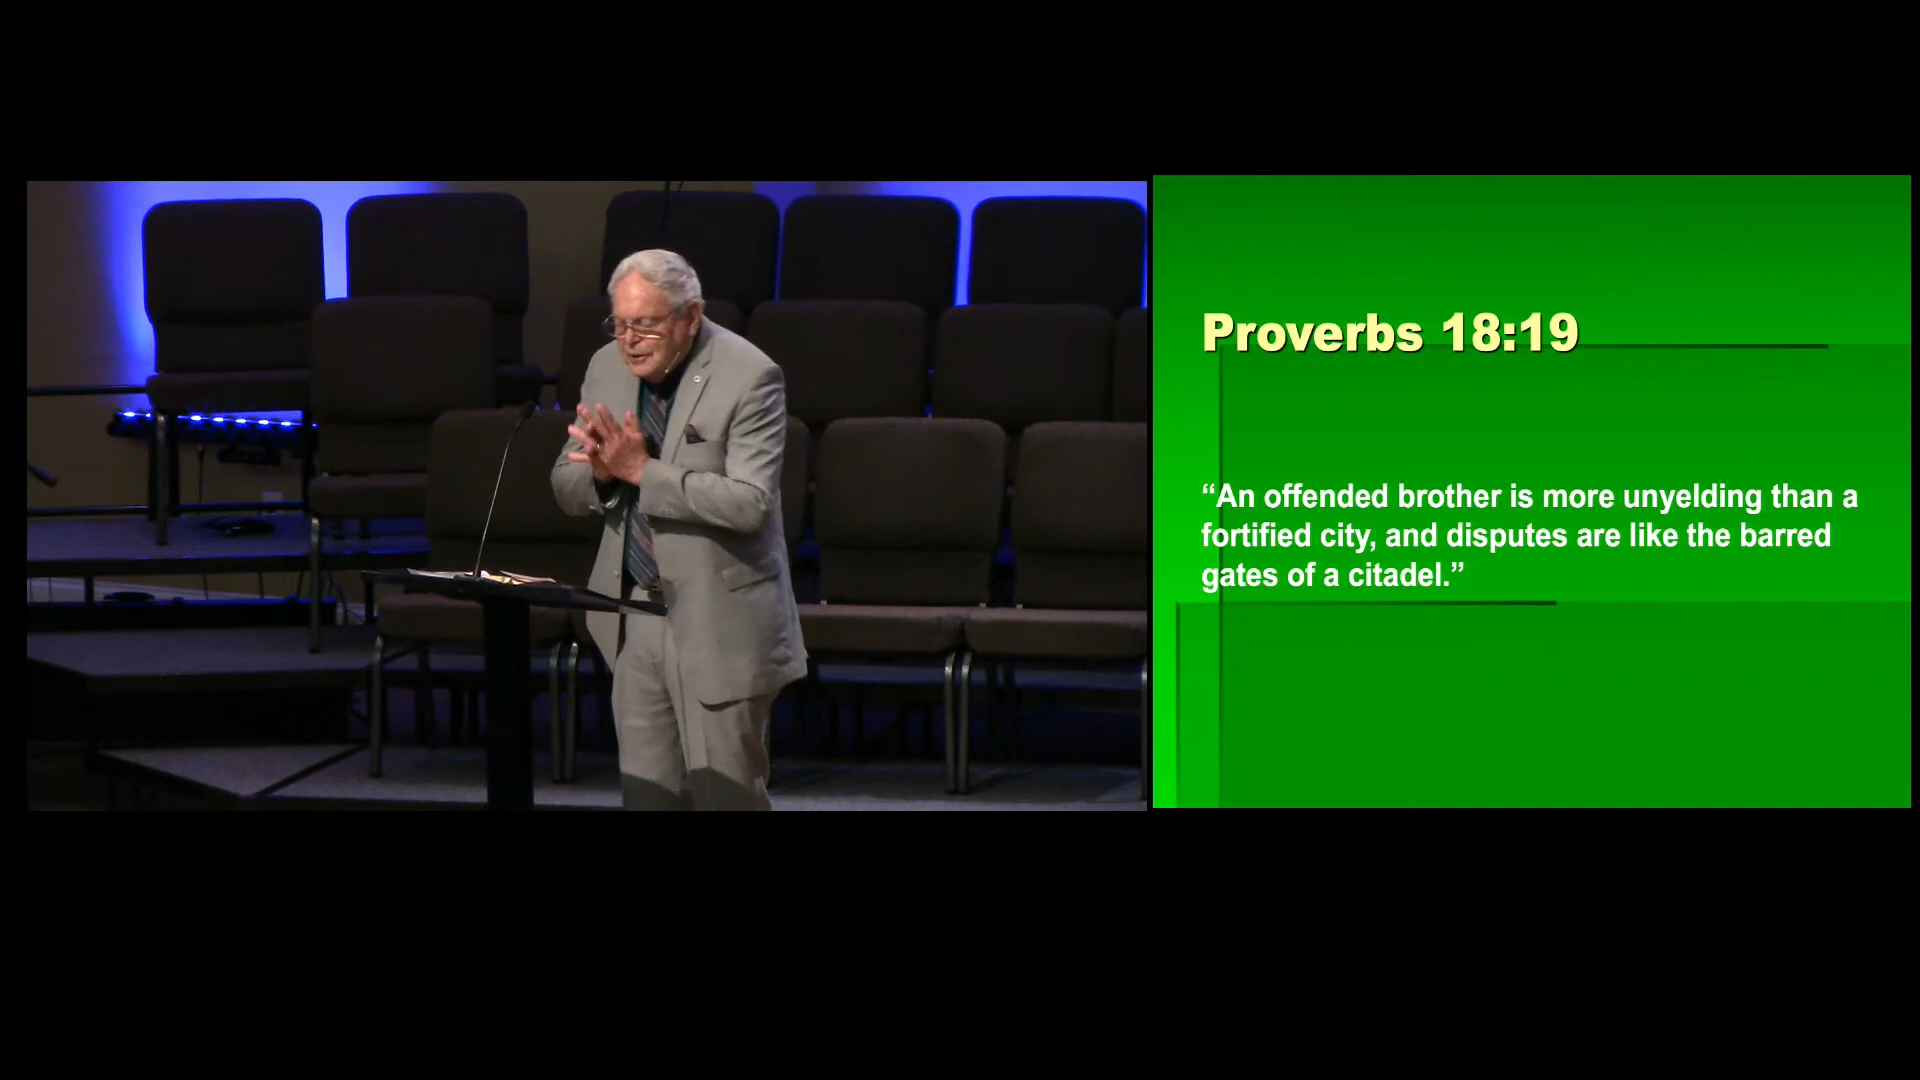 Proverbs 18:19
“An offended brother is more unyelding than a
fortified city, and disputes are like the barred
gates of a citadel.”